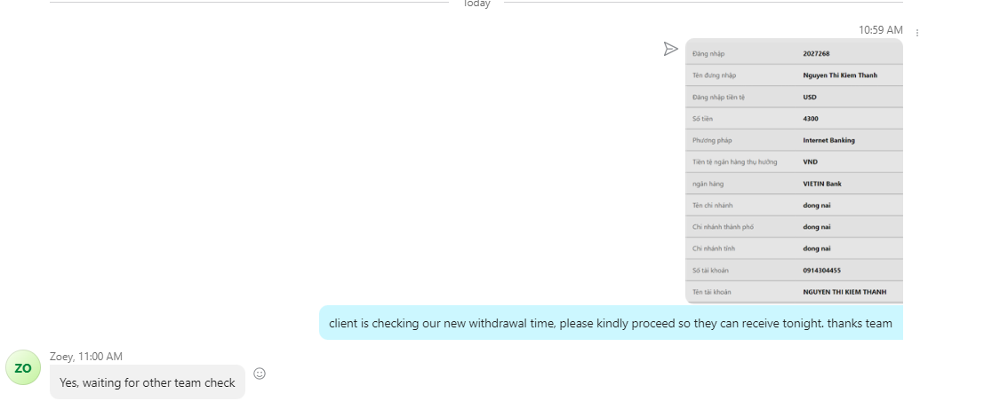 Today
10:59 AM
Đăng nhập 2027268
Tên đưng nhập Nguyen Thi Kiem Thanh
Đăng nhập tiền tệ USD
Số tiền 4300
Phương pháp Internet Banking
Tiền tệ ngân hàng thụ hưởng VND
ngân hàng VIETIN Bank
Tên chi nhánh dong nai
Chi nhánh thành phố dong nai
Chi nhánh tỉnh dong nai
Số tài khoản 0914304455
Tên tài khoản NGUYEN THI KIEM THANH
client is checking our new withdrawal time, please kindly proceed so they can receive tonight. thanks team
ZO
Zoey, 11:00 AM
Yes, waiting for other team check